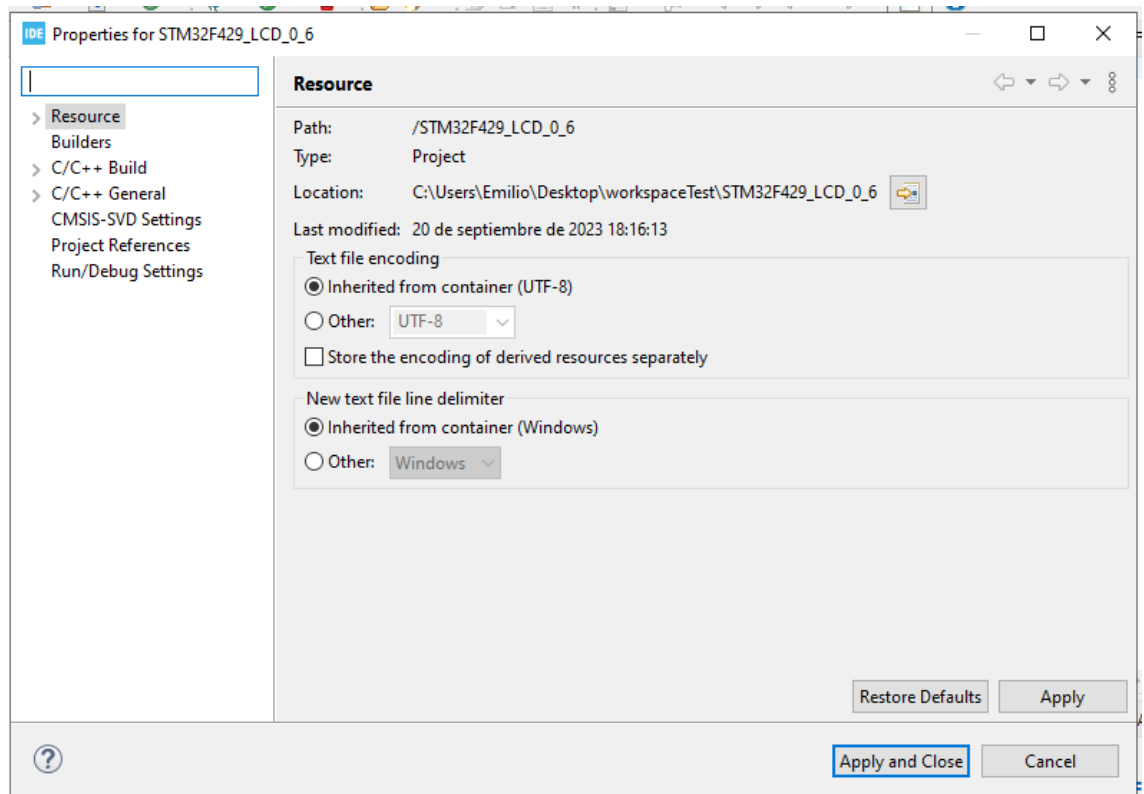 IDE Properties for STM32F429_LCD_0_6
Resource
Builders
C/C++ Build
C/C++ General
CMSIS-SVD Settings
Project References
Run/Debug Settings
Resource
Path: /STM32F429_LCD_0_6
Type: Project
Location: C:\Users\Emilio\Desktop\workspaceTest\STM32F429_LCD_0_6
Last modified: 20 de septiembre de 2023 18:16:13
Text file encoding
Inherited from container (UTF-8)
Other: UTF-8
Store the encoding of derived resources separately
New text file line delimiter
Inherited from container (Windows)
Other: Windows
Restore Defaults Apply
? Apply and Close Cancel